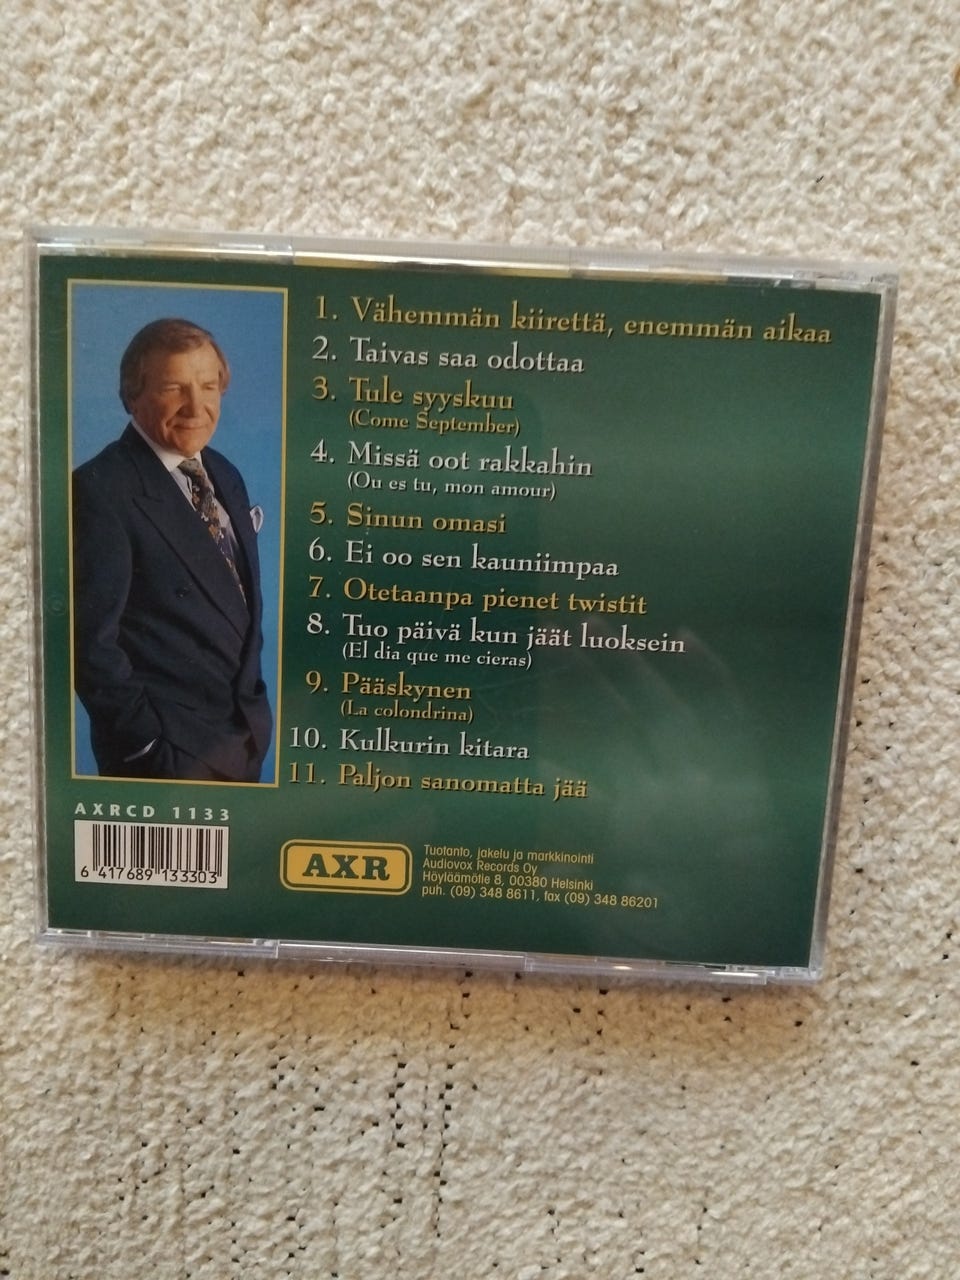 1. Vähemmän kiirettä, enemmän aikaa
2. Taivas saa odottaa
3. Tule syyskuu
(Come September)
4. Missä oot rakkahin
(Ou es tu, mon amour)
5. Sinun omasi
6. Ei oo sen kauniimpaa
7. Otetaanpa pienet twistit
8. Tuo päivä kun jäät luoksein
(El dia que me cieras)
9. Pääskynen
(La colondrina)
10. Kulkurin kitara
11. Paljon sanomatta jää
AXRCD 1133
6 417689 133303
AXR
Tuotanto, jakelu ja markkinointi
Audiovox Records Oy
Höyläämötie 8, 00380 Helsinki
puh. (09) 348 8611, fax (09) 348 86201